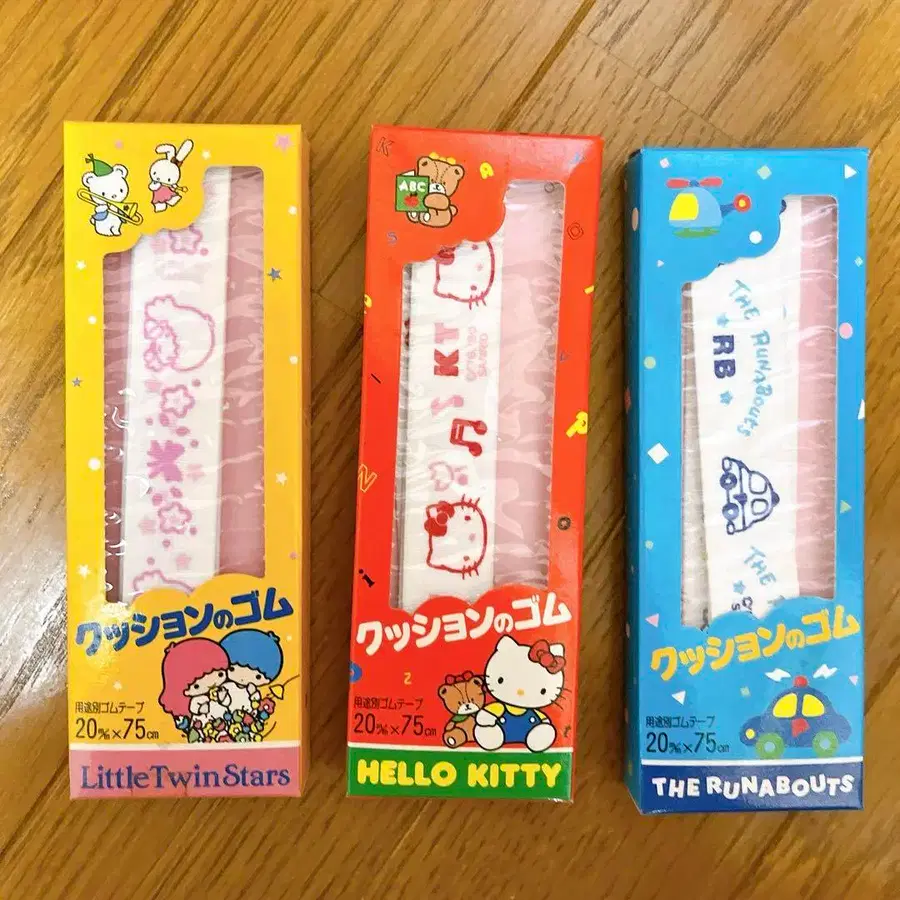 クッションのゴム
用途別ゴムテープ
20㎜×75㎝
LittleTwinStars
ABC
KT
SANRIO
クッションのゴム
用途別ゴムテープ
20㎜×75㎝
HELLO KITTY
THE RUNABOUTS
RB
THE
クッションのゴム
用途別ゴムテープ
20㎜×75㎝
THE RUNABOUTS